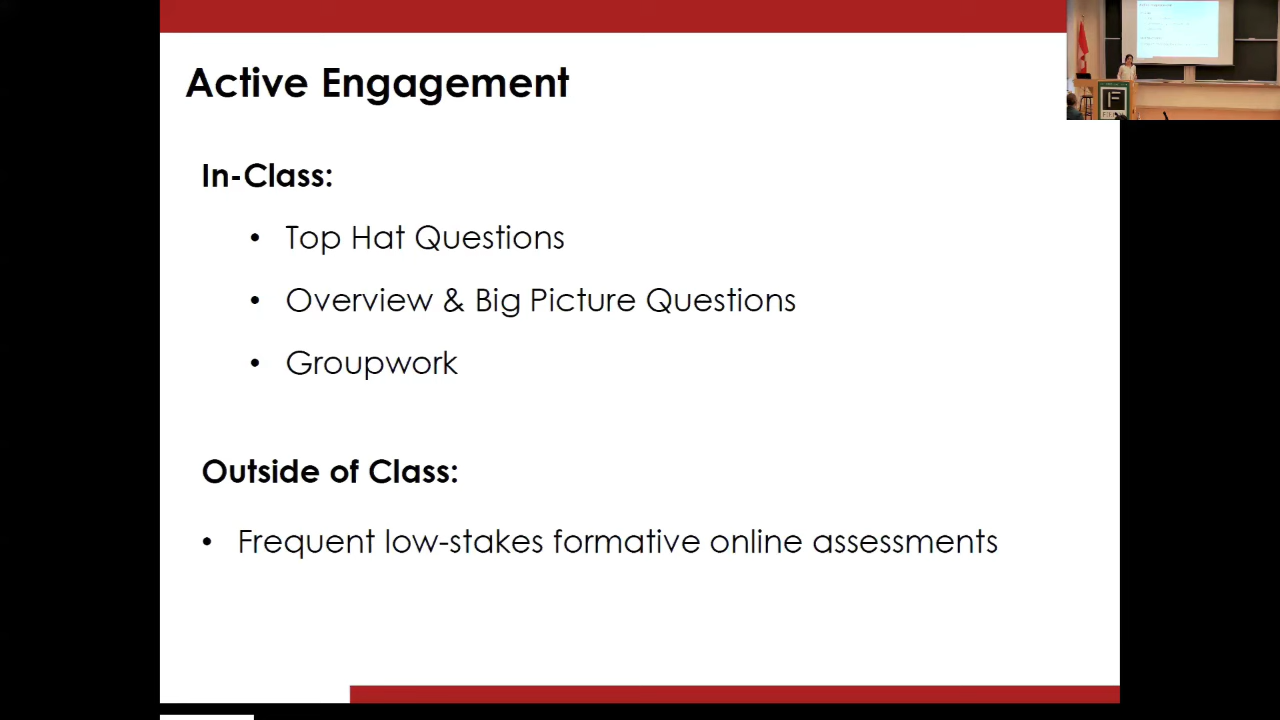 Active Engagement
In-Class:
• Top Hat Questions
• Overview & Big Picture Questions
• Groupwork
Outside of Class:
• Frequent low-stakes formative online assessments